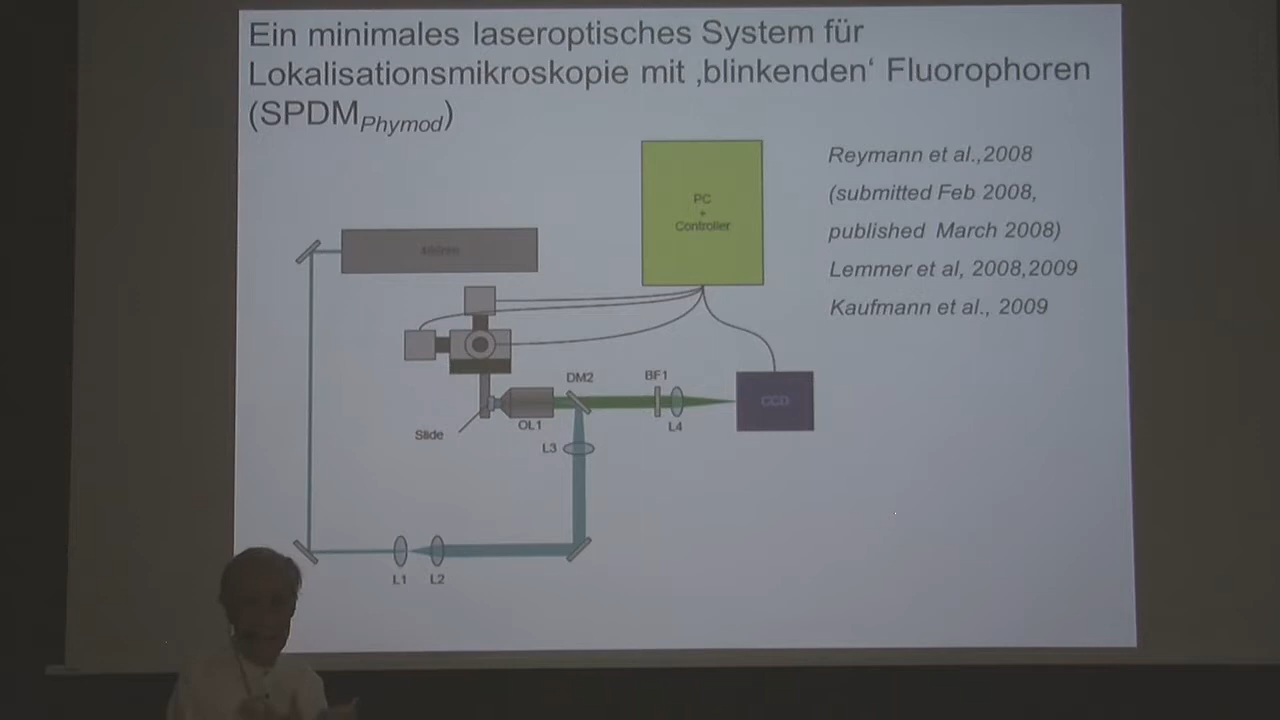 Ein minimales laseroptisches System für
Lokalisationsmikroskopie mit ‚blinkenden‘ Fluorophoren
(SPDMPhymod)
Reymann et al.,2008
(submitted Feb 2008,
published March 2008)
Lemmer et al, 2008,2009
Kaufmann et al., 2009
PC
+
Controller
DM2
BF1
CCD
OL1
L4
Slide
L3
L1
L2